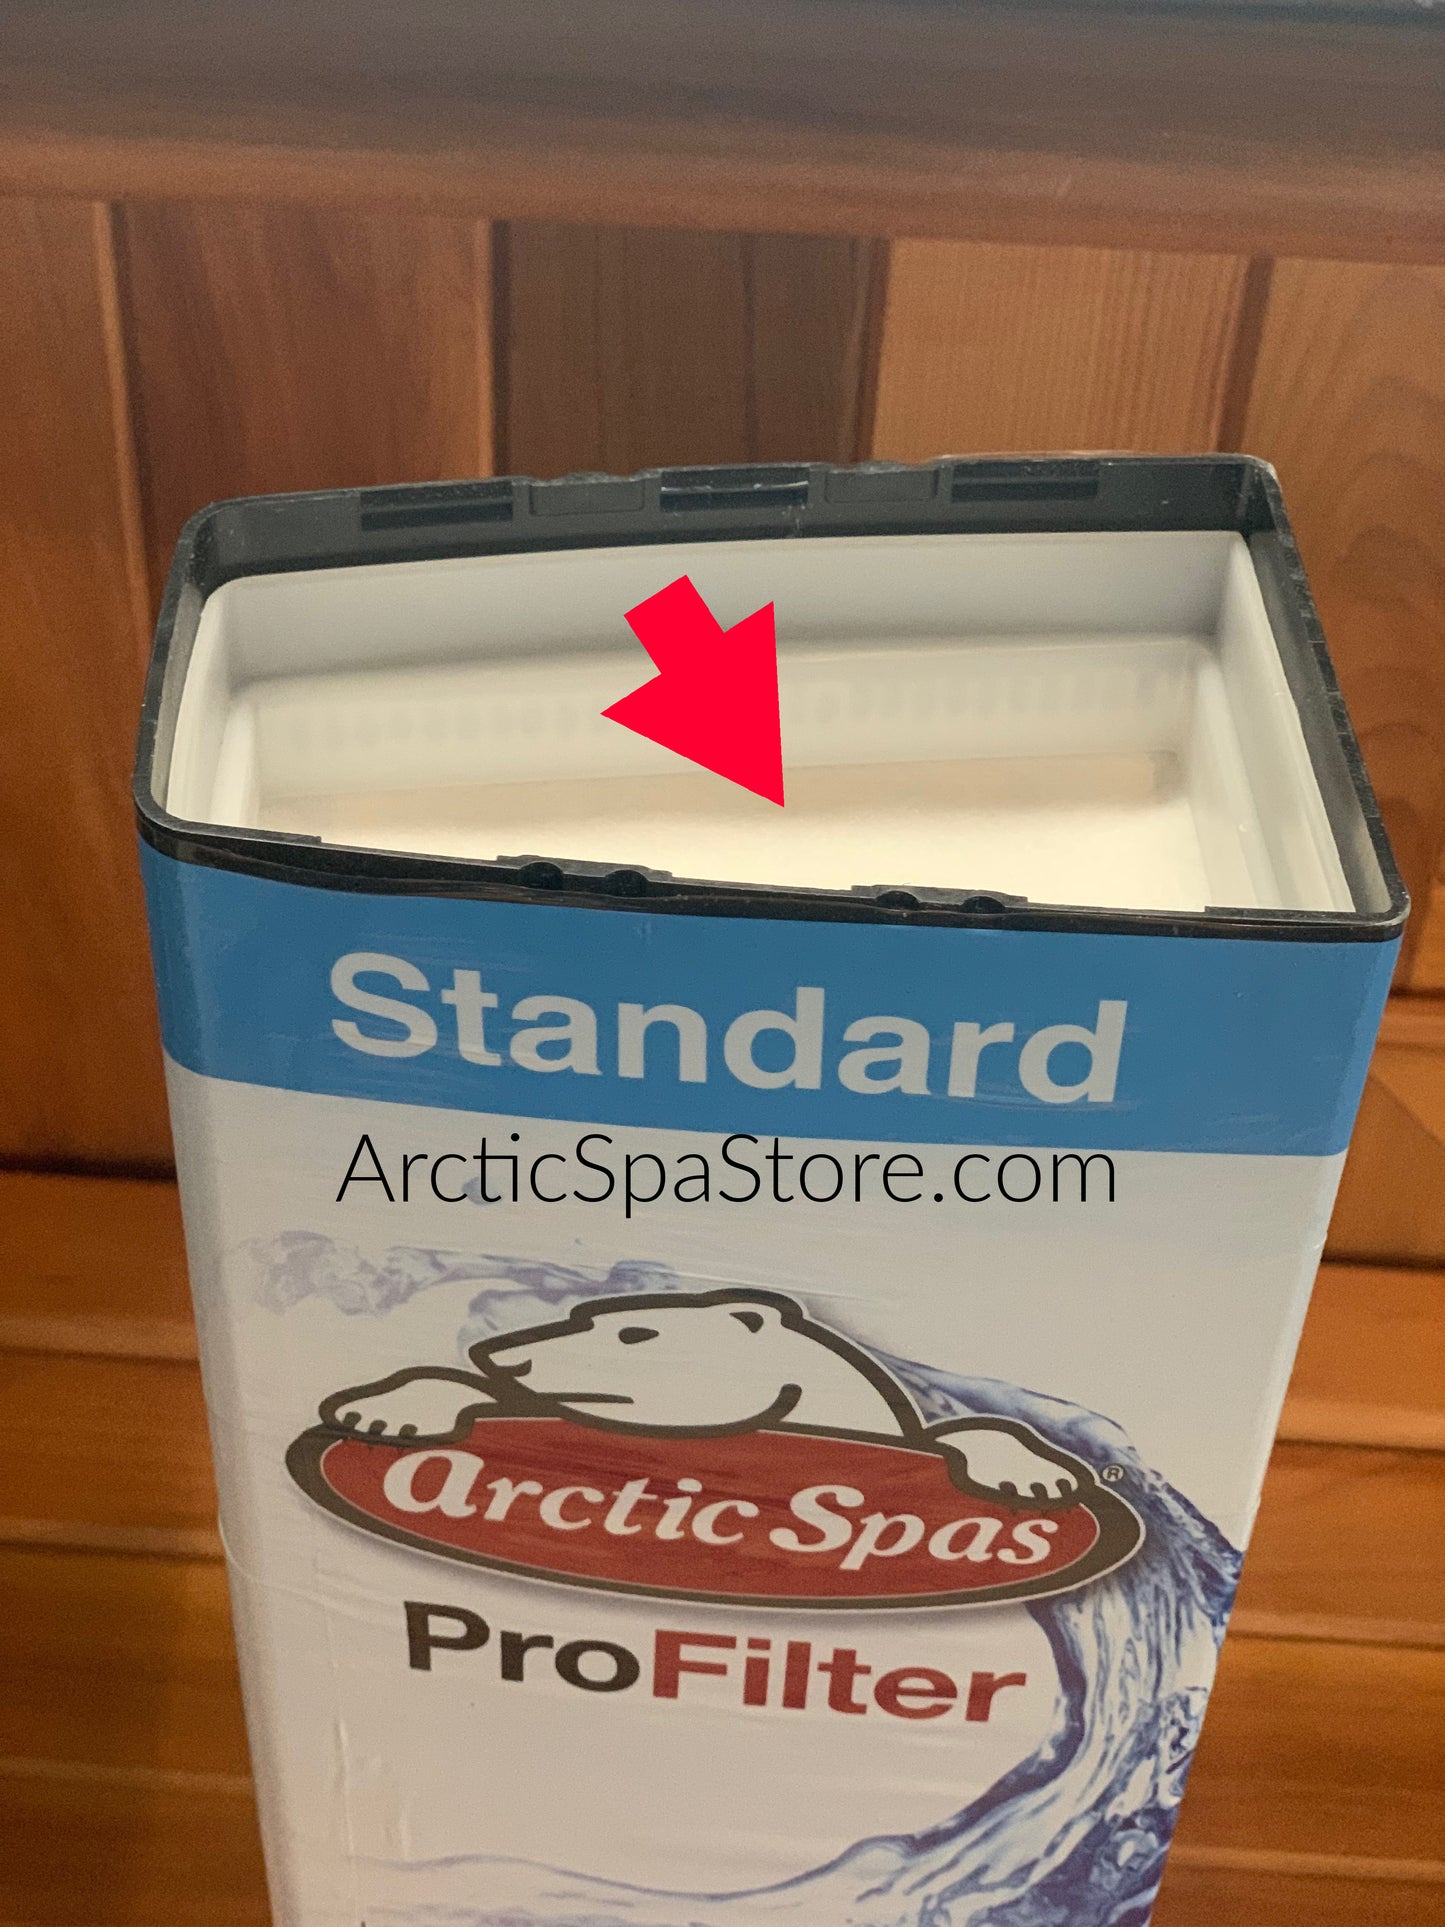 Standard
ArcticSpaStore.com
Arctic Spas®
ProFilter